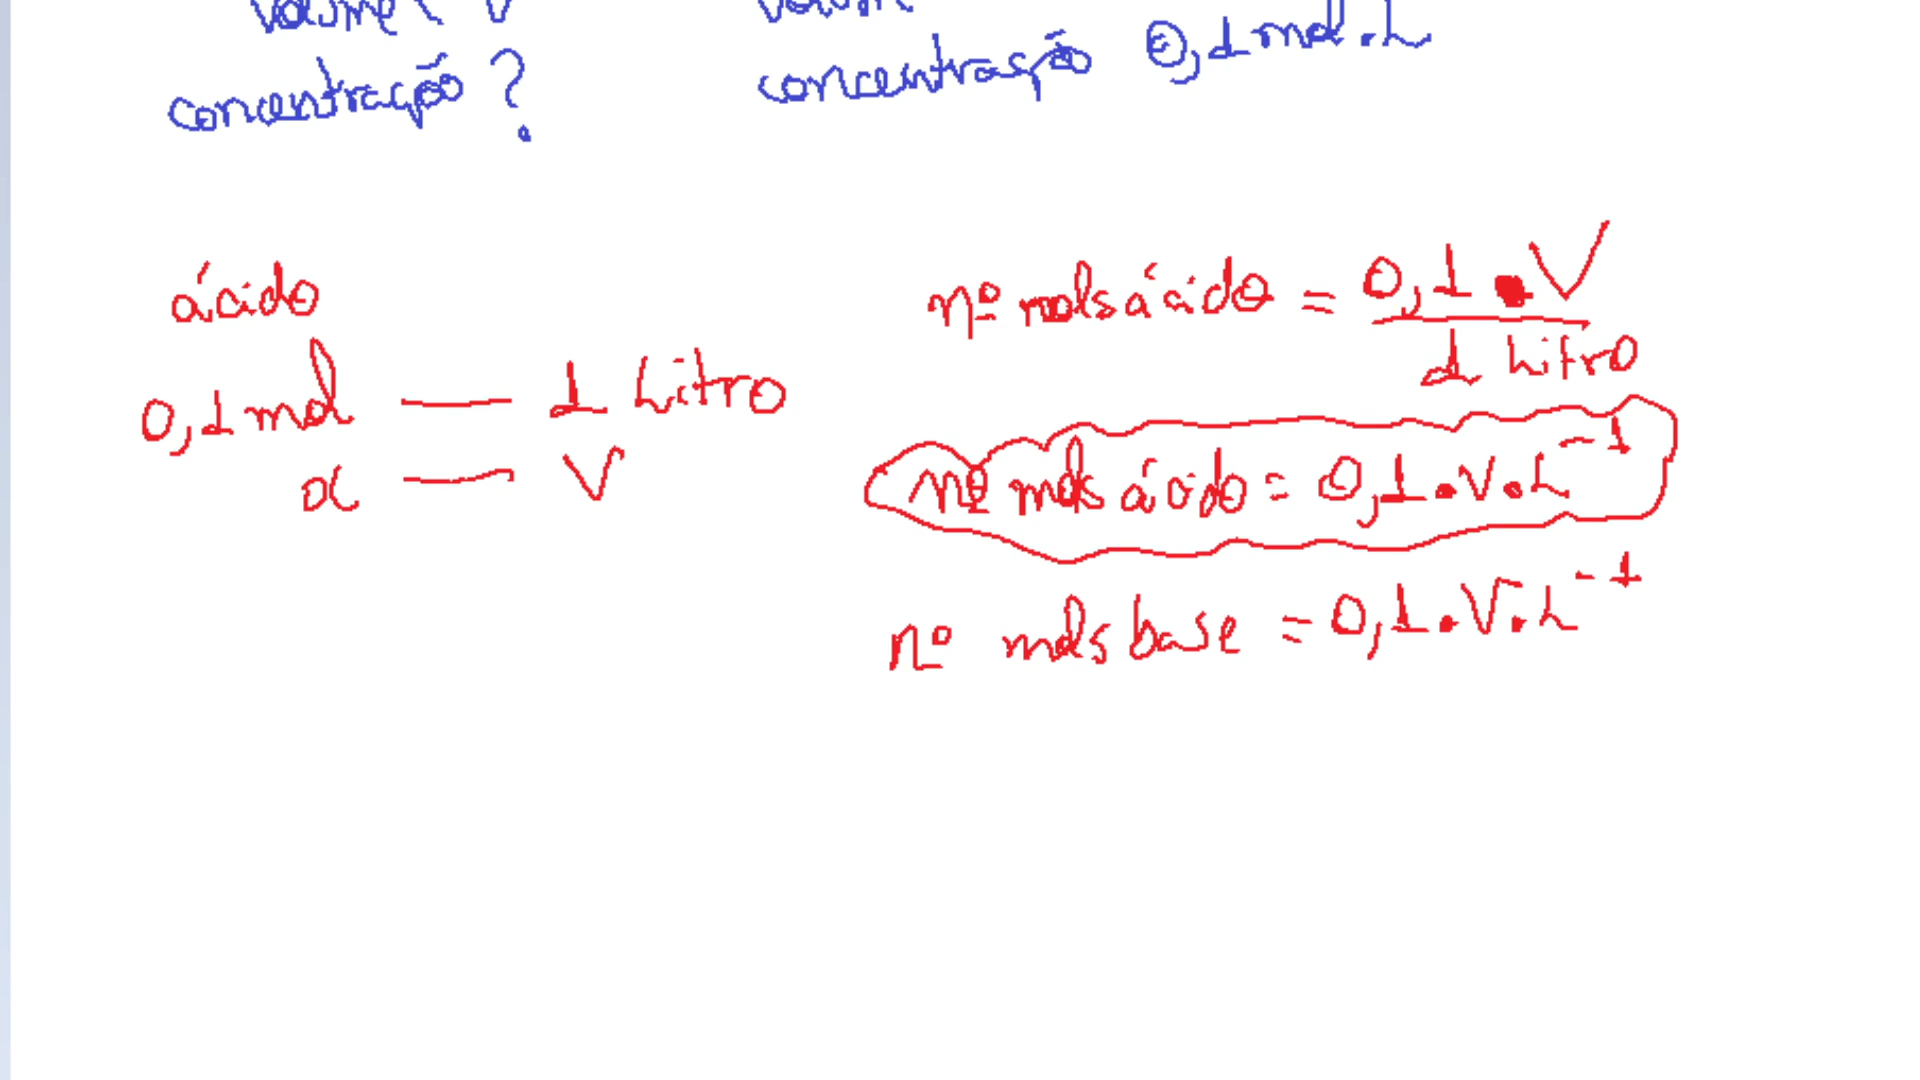 volume V
concentração ?
concentração 0,1 mol.L
ácido
0,1 mol — 1 Litro
x — V
nº mols ácido = 0,1 . V
1 Litro
nº mols ácido = 0,1 . V . L⁻¹
nº mols base = 0,1 . V . L⁻¹